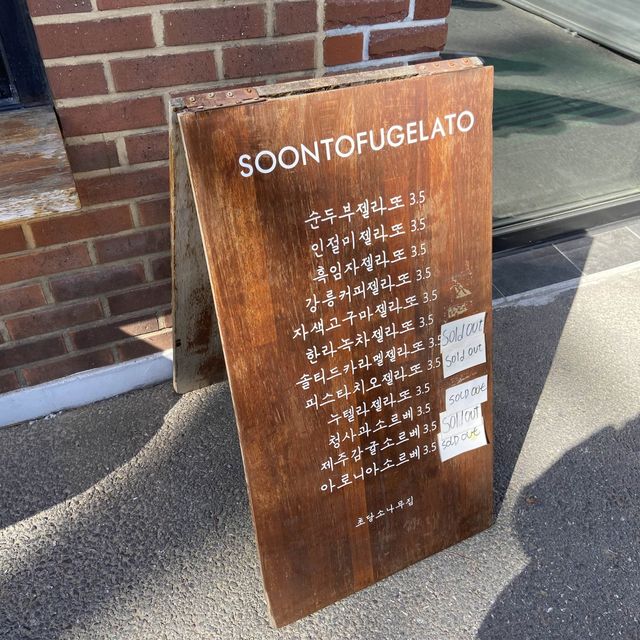 SOONTOFUGELATO
순두부젤라또 3.5
인절미젤라또 3.5
흑임자젤라또 3.5
강릉커피젤라또 3.5
자색고구마젤라또 3.5
한라녹차젤라또 3.5
솔티드카라멜젤라또 3.5 SOLD OUT
피스타치오젤라또 3.5 SOLD OUT
누텔라젤라또 3.5
청사과소르베 3.5 SOLD OUT
제주감귤소르베 3.5 SOLD OUT
아로니아소르베 3.5 SOLD OUT
초당소나무집